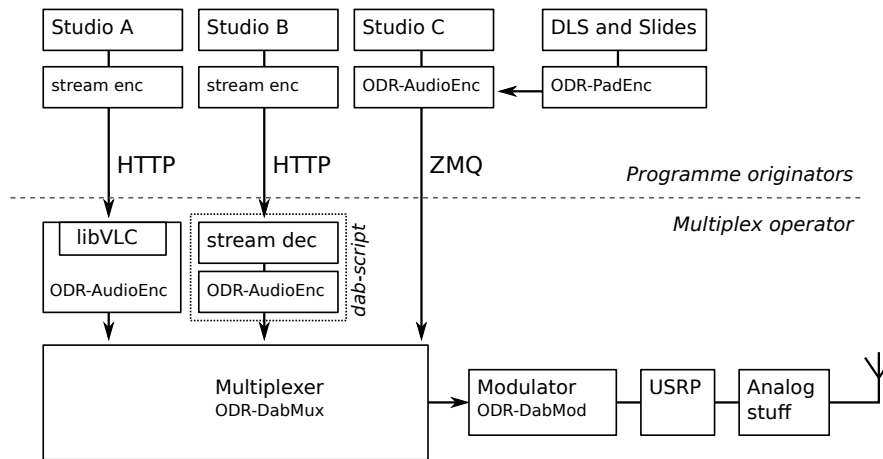 Studio A
Studio B
Studio C
DLS and Slides
stream enc
stream enc
ODR-AudioEnc
ODR-PadEnc
HTTP
HTTP
ZMQ
Programme originators
Multiplex operator
libVLC
ODR-AudioEnc
stream dec
ODR-AudioEnc
dab-script
Multiplexer
ODR-DabMux
Modulator
ODR-DabMod
USRP
Analog
stuff